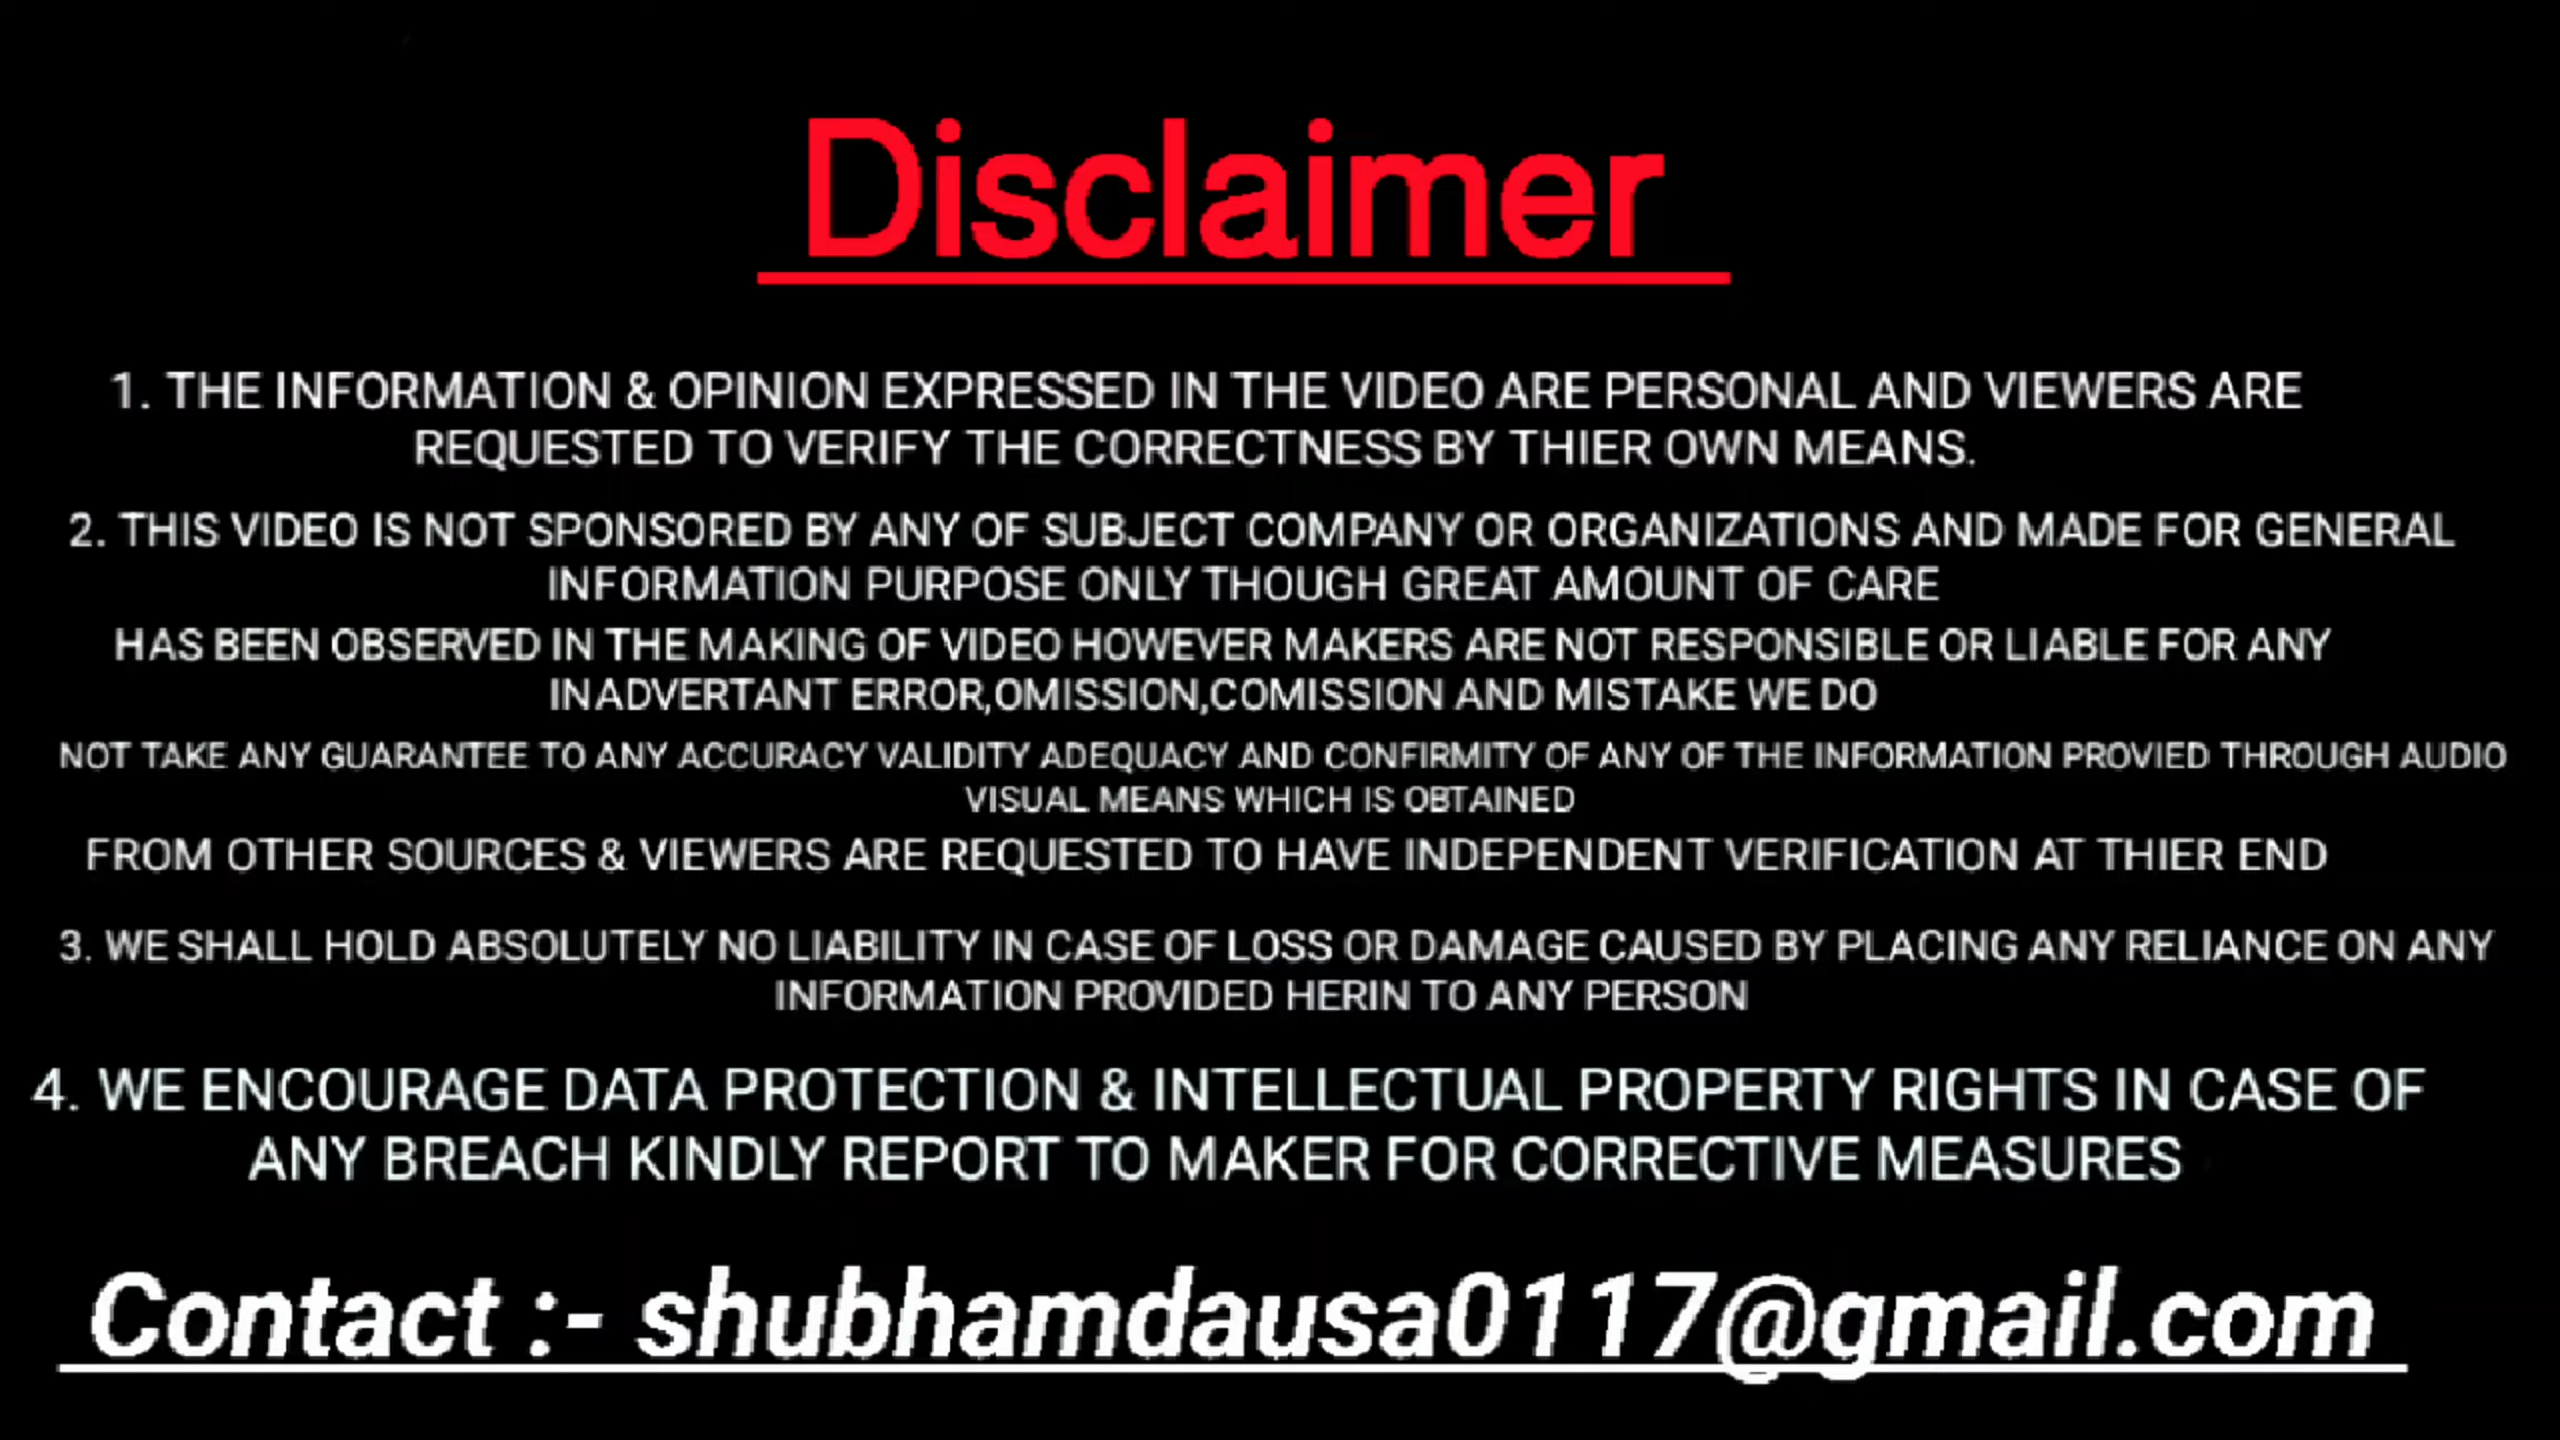 Disclaimer
1. THE INFORMATION & OPINION EXPRESSED IN THE VIDEO ARE PERSONAL AND VIEWERS ARE
REQUESTED TO VERIFY THE CORRECTNESS BY THIER OWN MEANS.
2. THIS VIDEO IS NOT SPONSORED BY ANY OF SUBJECT COMPANY OR ORGANIZATIONS AND MADE FOR GENERAL
INFORMATION PURPOSE ONLY THOUGH GREAT AMOUNT OF CARE
HAS BEEN OBSERVED IN THE MAKING OF VIDEO HOWEVER MAKERS ARE NOT RESPONSIBLE OR LIABLE FOR ANY
INADVERTANT ERROR,OMISSION,COMISSION AND MISTAKE WE DO
NOT TAKE ANY GUARANTEE TO ANY ACCURACY VALIDITY ADEQUACY AND CONFIRMITY OF ANY OF THE INFORMATION PROVIED THROUGH AUDIO
VISUAL MEANS WHICH IS OBTAINED
FROM OTHER SOURCES & VIEWERS ARE REQUESTED TO HAVE INDEPENDENT VERIFICATION AT THIER END
3. WE SHALL HOLD ABSOLUTELY NO LIABILITY IN CASE OF LOSS OR DAMAGE CAUSED BY PLACING ANY RELIANCE ON ANY
INFORMATION PROVIDED HERIN TO ANY PERSON
4. WE ENCOURAGE DATA PROTECTION & INTELLECTUAL PROPERTY RIGHTS IN CASE OF
ANY BREACH KINDLY REPORT TO MAKER FOR CORRECTIVE MEASURES
Contact :- shubhamdausa0117@gmail.com